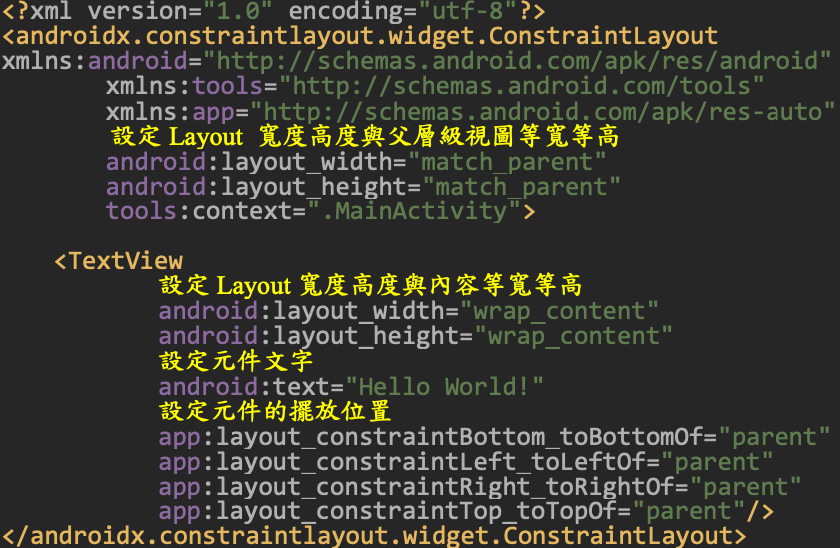 <?xml version="1.0" encoding="utf-8"?>
<androidx.constraintlayout.widget.ConstraintLayout
xmlns:android="http://schemas.android.com/apk/res/android"
xmlns:tools="http://schemas.android.com/tools"
xmlns:app="http://schemas.android.com/apk/res-auto"
設定 Layout 寬度高度與父層級視圖等寬等高
android:layout_width="match_parent"
android:layout_height="match_parent"
tools:context=".MainActivity">
<TextView
設定 Layout 寬度高度與內容等寬等高
android:layout_width="wrap_content"
android:layout_height="wrap_content"
設定元件文字
android:text="Hello World!"
設定元件的擺放位置
app:layout_constraintBottom_toBottomOf="parent"
app:layout_constraintLeft_toLeftOf="parent"
app:layout_constraintRight_toRightOf="parent"
app:layout_constraintTop_toTopOf="parent"/>
</androidx.constraintlayout.widget.ConstraintLayout>